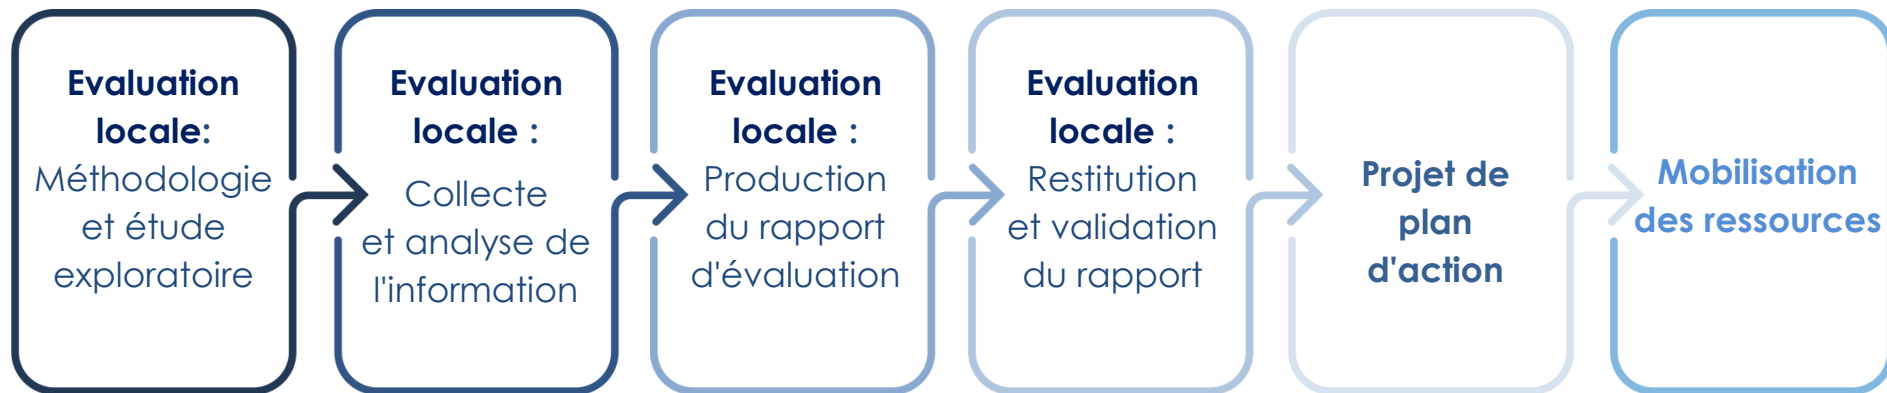 Evaluation
locale:
Méthodologie
et étude
exploratoire
Evaluation
locale :
Collecte
et analyse de
l'information
Evaluation
locale :
Production
du rapport
d'évaluation
Evaluation
locale :
Restitution
et validation
du rapport
Projet de
plan
d'action
Mobilisation
des ressources